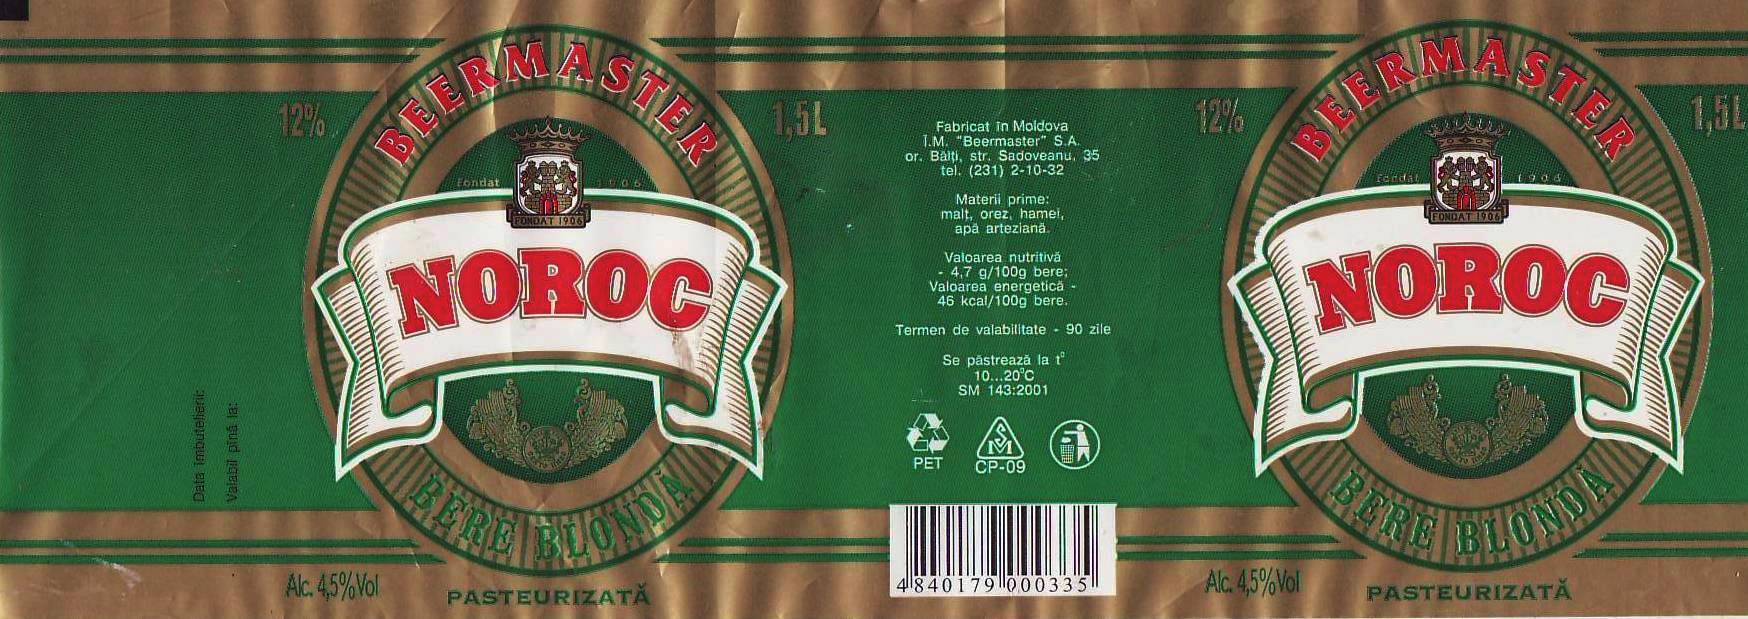 Data îmbutelierii:
Valabil pînă la:
12%
1,5L
BEERMASTER
fondat 1906
FONDAT 1906
NOROC
BERE BLONDĂ
Alc. 4,5%Vol
PASTEURIZATĂ
Fabricat în Moldova
Î.M. "Beermaster" S.A.
or. Bălți, str. Sadoveanu, 35
tel. (231) 2-10-32
Materii prime:
malț, orez, hamei,
apă arteziană.
Valoarea nutritivă
- 4,7 g/100g bere;
Valoarea energetică -
46 kcal/100g bere.
Termen de valabilitate - 90 zile
Se păstrează la t°
10...20°C
SM 143:2001
PET
SM
CP-09
4 840179 000335
12%
1,5L
BEERMASTER
fondat 1906
FONDAT 1906
NOROC
BERE BLONDĂ
Alc. 4,5%Vol
PASTEURIZATĂ